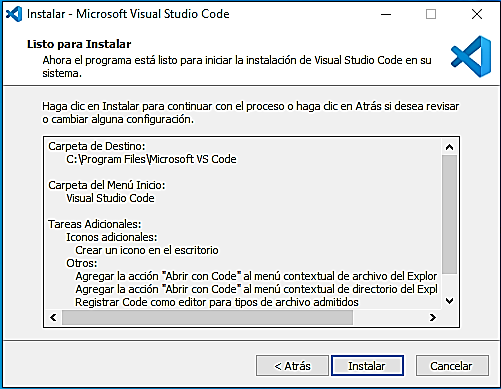 Instalar - Microsoft Visual Studio Code
Listo para Instalar
Ahora el programa está listo para iniciar la instalación de Visual Studio Code en su
sistema.
Haga clic en Instalar para continuar con el proceso o haga clic en Atrás si desea revisar
o cambiar alguna configuración.
Carpeta de Destino:
C:\Program Files\Microsoft VS Code
Carpeta del Menú Inicio:
Visual Studio Code
Tareas Adicionales:
Iconos adicionales:
Crear un icono en el escritorio
Otros:
Agregar la acción "Abrir con Code" al menú contextual de archivo del Explor
Agregar la acción "Abrir con Code" al menú contextual de directorio del Expl
Registrar Code como editor para tipos de archivo admitidos
< Atrás
Instalar
Cancelar